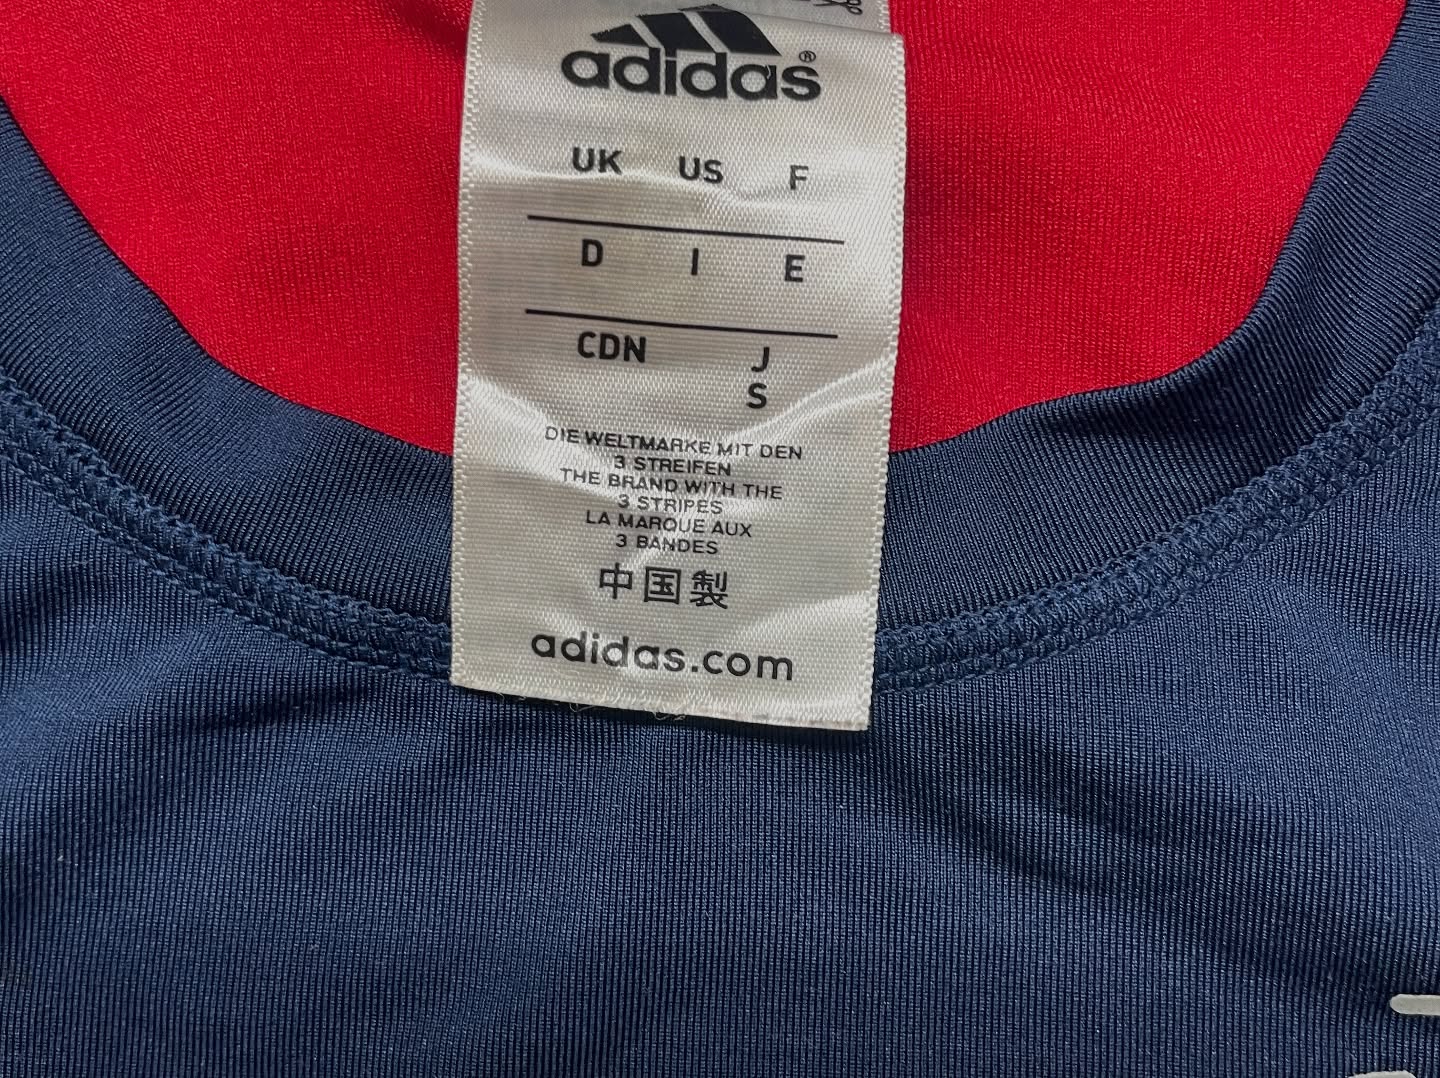 adidas®
UK US F
D I E
CDN J
S
DIE WELTMARKE MIT DEN
3 STREIFEN
THE BRAND WITH THE
3 STRIPES
LA MARQUE AUX
3 BANDES
中国製
adidas.com